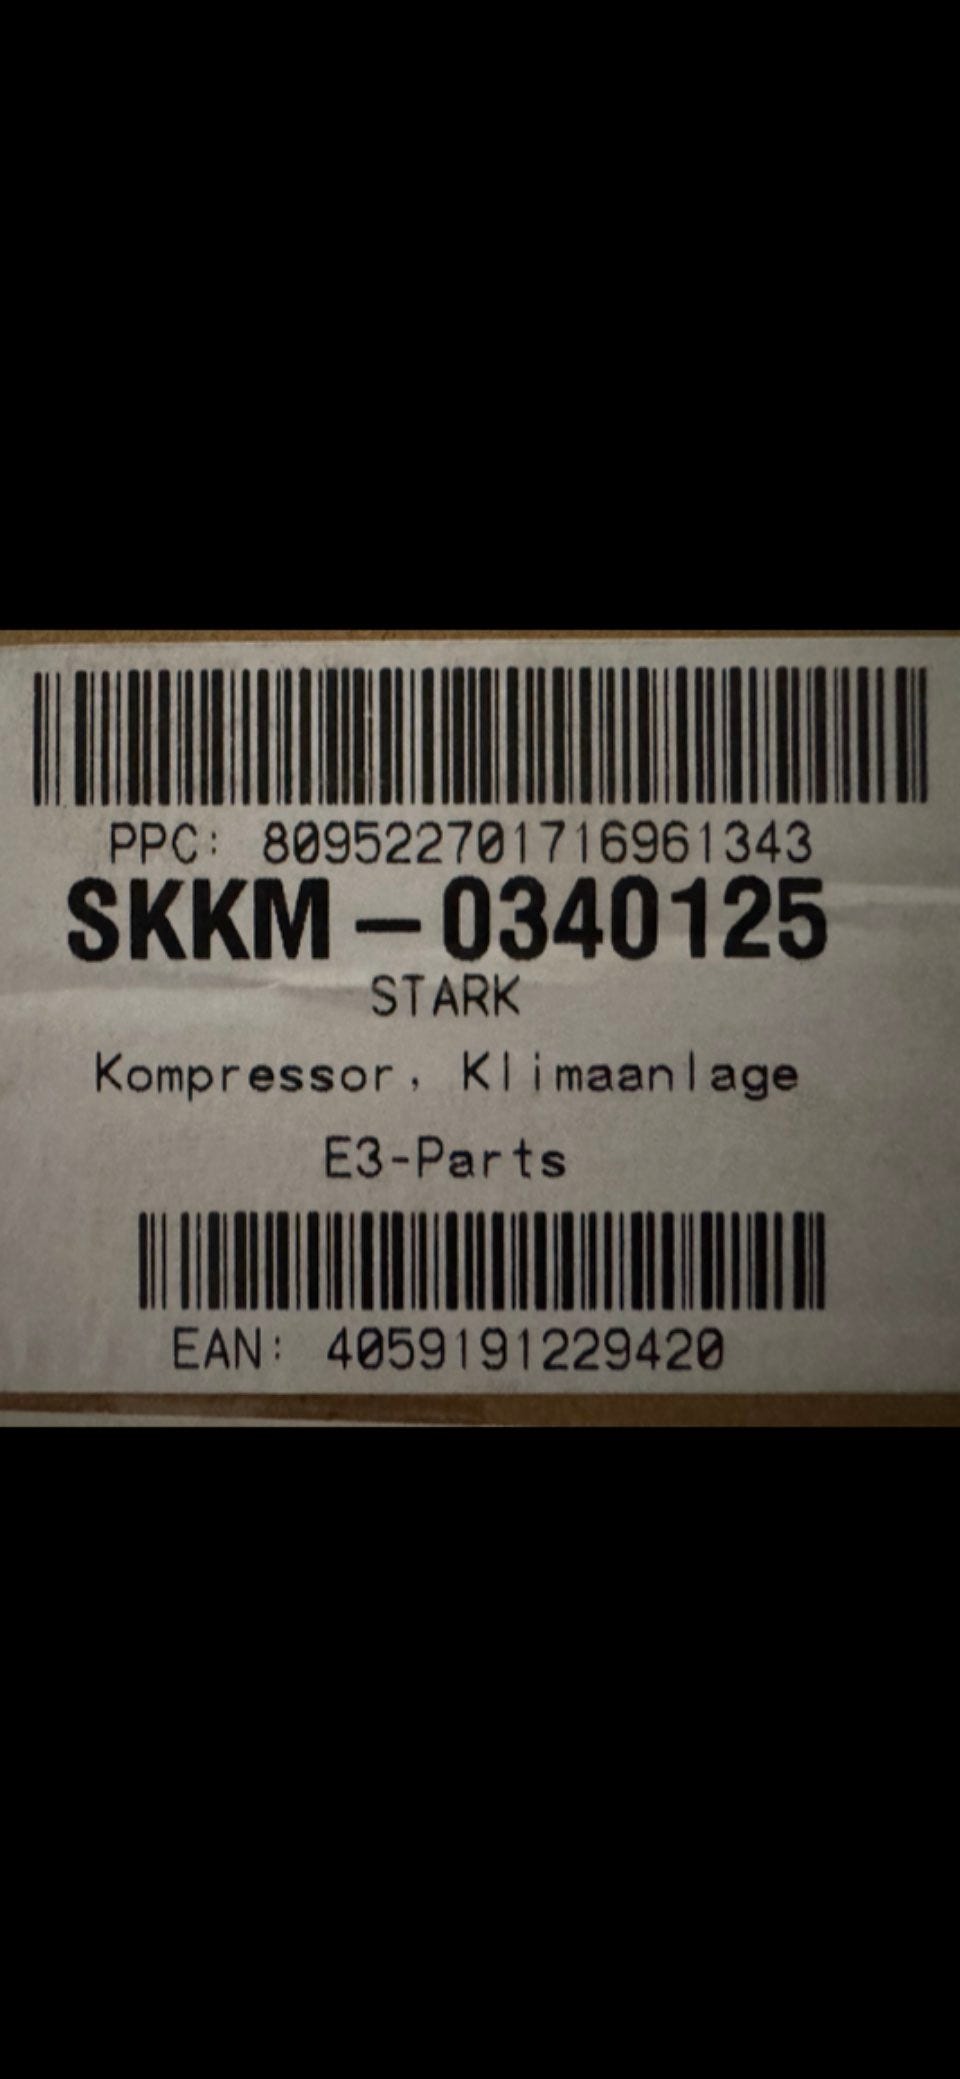 PPC: 809522701716961343
SKKM-0340125
STARK
Kompressor, Klimaanlage
E3-Parts
EAN: 4059191229420